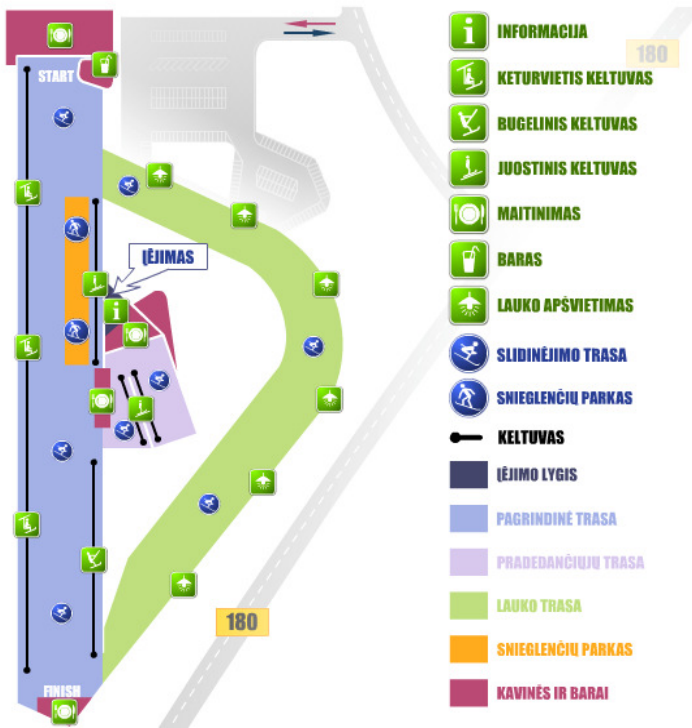 START
ĮĖJIMAS
FINISH
180
180
INFORMACIJA
KETURVIETIS KELTUVAS
BUGELINIS KELTUVAS
JUOSTINIS KELTUVAS
MAITINIMAS
BARAS
LAUKO APŠVIETIMAS
SLIDINĖJIMO TRASA
SNIEGLENČIŲ PARKAS
KELTUVAS
ĮĖJIMO LYGIS
PAGRINDINĖ TRASA
PRADEDANČIŲJŲ TRASA
LAUKO TRASA
SNIEGLENČIŲ PARKAS
KAVINĖS IR BARAI